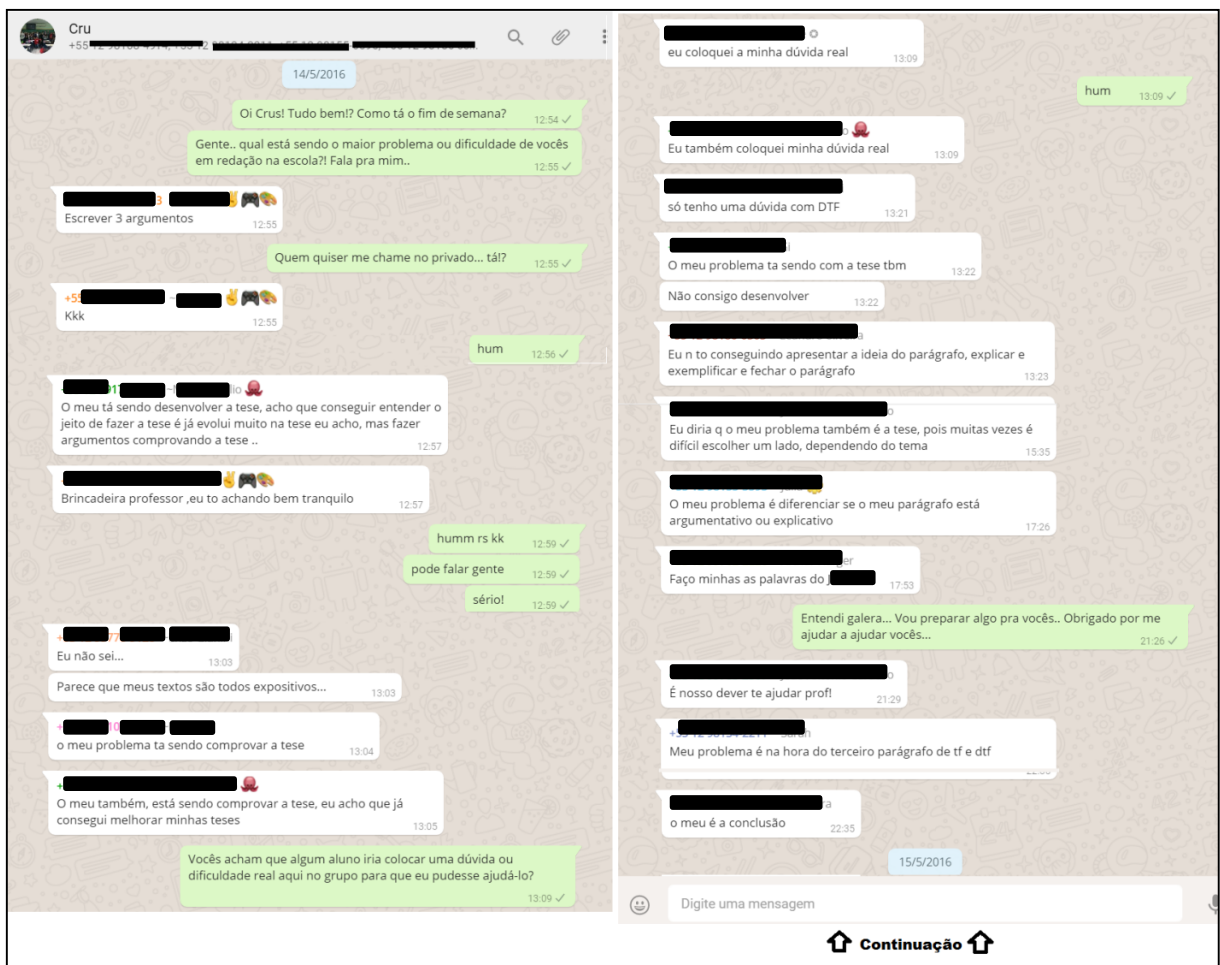 Cru
14/5/2016
Oi Crus! Tudo bem!? Como tá o fim de semana?
12:54
Gente.. qual está sendo o maior problema ou dificuldade de vocês
em redação na escola?! Fala pra mim..
12:55
Escrever 3 argumentos
12:55
Quem quiser me chame no privado... tá!?
12:55
Kkk
12:55
hum
12:56
O meu tá sendo desenvolver a tese, acho que conseguir entender o
jeito de fazer a tese é já evolui muito na tese eu acho, mas fazer
argumentos comprovando a tese ..
12:57
Brincadeira professor ,eu to achando bem tranquilo
12:57
humm rs kk
12:59
pode falar gente
12:59
sério!
12:59
Eu não sei...
13:03
Parece que meus textos são todos expositivos...
13:03
o meu problema ta sendo comprovar a tese
13:04
O meu também, está sendo comprovar a tese, eu acho que já
consegui melhorar minhas teses
13:05
Vocês acham que algum aluno iria colocar uma dúvida ou
dificuldade real aqui no grupo para que eu pudesse ajudá-lo?
13:09
eu coloquei a minha dúvida real
13:09
hum
13:09
Eu também coloquei minha dúvida real
13:09
só tenho uma dúvida com DTF
13:21
O meu problema ta sendo com a tese tbm
13:22
Não consigo desenvolver
13:22
Eu n to conseguindo apresentar a ideia do parágrafo, explicar e
exemplificar e fechar o parágrafo
13:23
Eu diria q o meu problema também é a tese, pois muitas vezes é
difícil escolher um lado, dependendo do tema
15:35
O meu problema é diferenciar se o meu parágrafo está
argumentativo ou explicativo
17:26
Faço minhas as palavras do
17:53
Entendi galera... Vou preparar algo pra vocês.. Obrigado por me
ajudar a ajudar vocês...
21:26
É nosso dever te ajudar prof!
21:29
Meu problema é na hora do terceiro parágrafo de tf e dtf
o meu é a conclusão
22:35
15/5/2016
Digite uma mensagem
Continuação